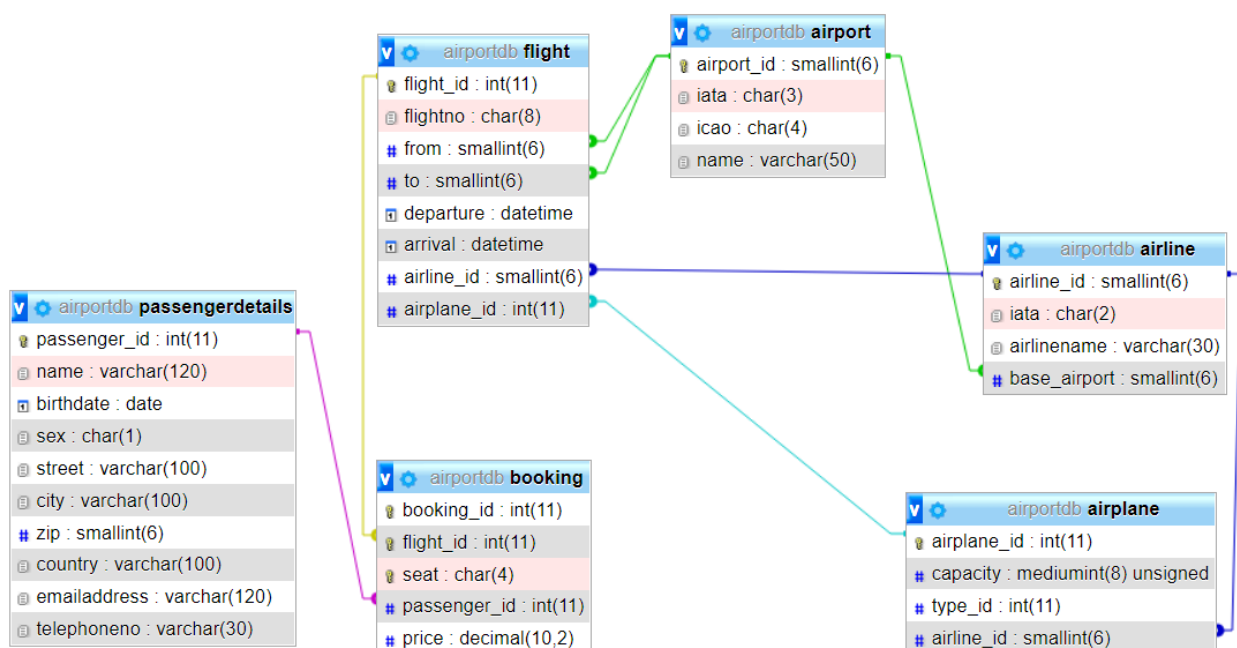 airportdb flight
flight_id : int(11)
flightno : char(8)
from : smallint(6)
to : smallint(6)
departure : datetime
arrival : datetime
airline_id : smallint(6)
airplane_id : int(11)
airportdb airport
airport_id : smallint(6)
iata : char(3)
icao : char(4)
name : varchar(50)
airportdb airline
airline_id : smallint(6)
iata : char(2)
airlinename : varchar(30)
base_airport : smallint(6)
airportdb passengerdetails
passenger_id : int(11)
name : varchar(120)
birthdate : date
sex : char(1)
street : varchar(100)
city : varchar(100)
zip : smallint(6)
country : varchar(100)
emailaddress : varchar(120)
telephoneno : varchar(30)
airportdb booking
booking_id : int(11)
flight_id : int(11)
seat : char(4)
passenger_id : int(11)
price : decimal(10,2)
airportdb airplane
airplane_id : int(11)
capacity : mediumint(8) unsigned
type_id : int(11)
airline_id : smallint(6)